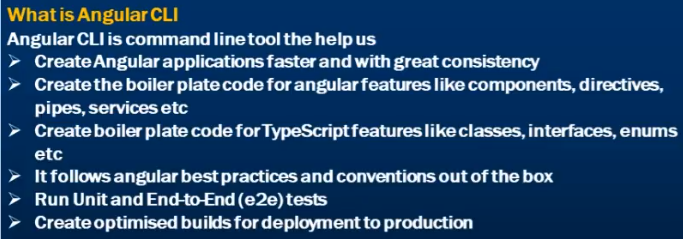 What is Angular CLI
Angular CLI is command line tool the help us
➢ Create Angular applications faster and with great consistency
➢ Create the boiler plate code for angular features like components, directives,
pipes, services etc
➢ Create boiler plate code for TypeScript features like classes, interfaces, enums
etc
➢ It follows angular best practices and conventions out of the box
➢ Run Unit and End-to-End (e2e) tests
➢ Create optimised builds for deployment to production